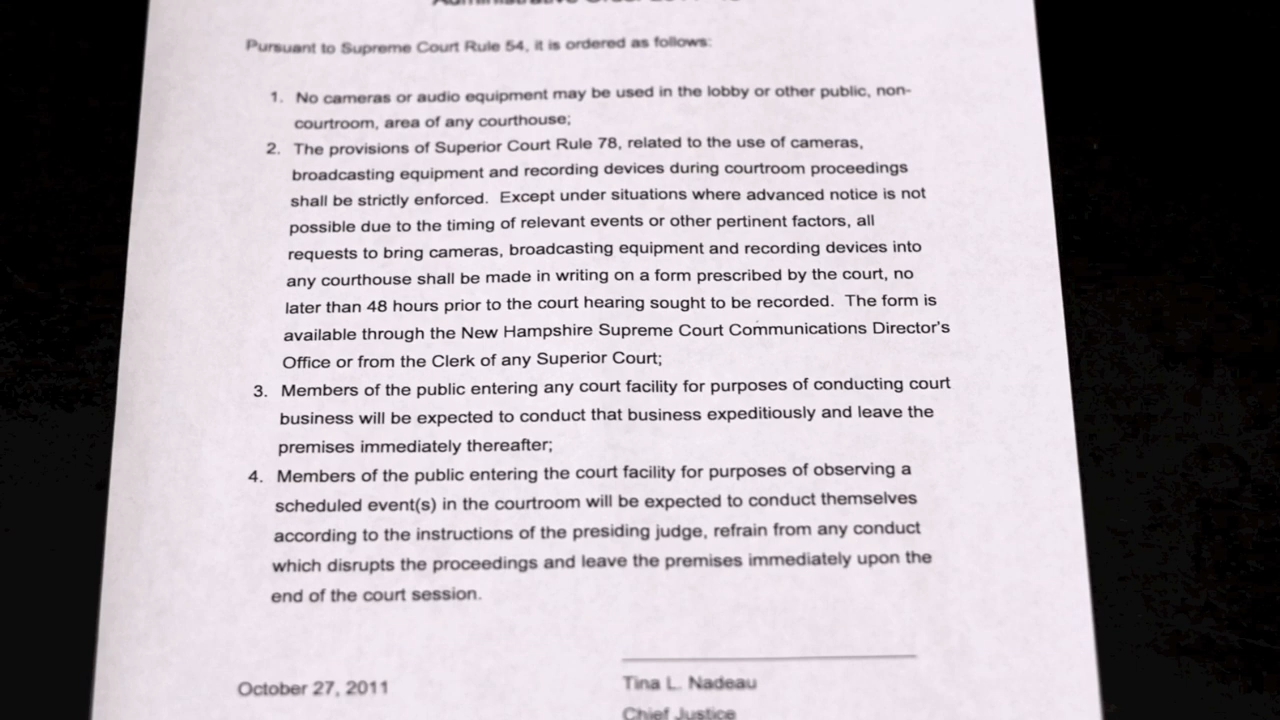 Administrative Order 2011-
Pursuant to Supreme Court Rule 54, it is ordered as follows:
1. No cameras or audio equipment may be used in the lobby or other public, non-
courtroom, area of any courthouse;
2. The provisions of Superior Court Rule 78, related to the use of cameras,
broadcasting equipment and recording devices during courtroom proceedings
shall be strictly enforced. Except under situations where advanced notice is not
possible due to the timing of relevant events or other pertinent factors, all
requests to bring cameras, broadcasting equipment and recording devices into
any courthouse shall be made in writing on a form prescribed by the court, no
later than 48 hours prior to the court hearing sought to be recorded. The form is
available through the New Hampshire Supreme Court Communications Director's
Office or from the Clerk of any Superior Court;
3. Members of the public entering any court facility for purposes of conducting court
business will be expected to conduct that business expeditiously and leave the
premises immediately thereafter;
4. Members of the public entering the court facility for purposes of observing a
scheduled event(s) in the courtroom will be expected to conduct themselves
according to the instructions of the presiding judge, refrain from any conduct
which disrupts the proceedings and leave the premises immediately upon the
end of the court session.
October 27, 2011
Tina L. Nadeau
Chief Justice